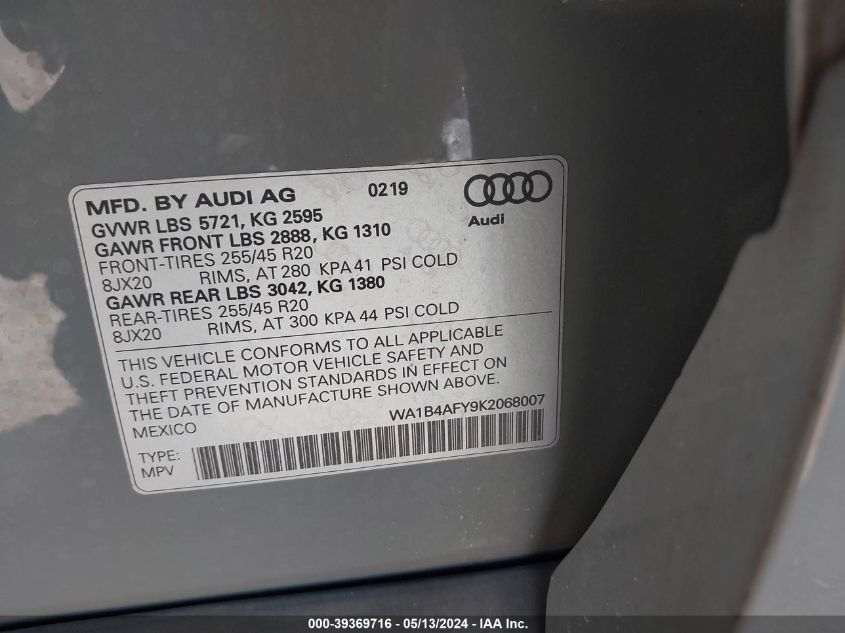 MFD. BY AUDI AG 0219
Audi
GVWR LBS 5721, KG 2595
GAWR FRONT LBS 2888, KG 1310
FRONT-TIRES 255/45 R20
8JX20 RIMS, AT 280 KPA 41 PSI COLD
GAWR REAR LBS 3042, KG 1380
REAR-TIRES 255/45 R20
8JX20 RIMS, AT 300 KPA 44 PSI COLD
THIS VEHICLE CONFORMS TO ALL APPLICABLE
U.S. FEDERAL MOTOR VEHICLE SAFETY AND
THEFT PREVENTION STANDARDS IN EFFECT ON
THE DATE OF MANUFACTURE SHOWN ABOVE.
MEXICO WA1B4AFY9K2068007
TYPE:
MPV
000-39369716 - 05/13/2024 - IAA Inc.